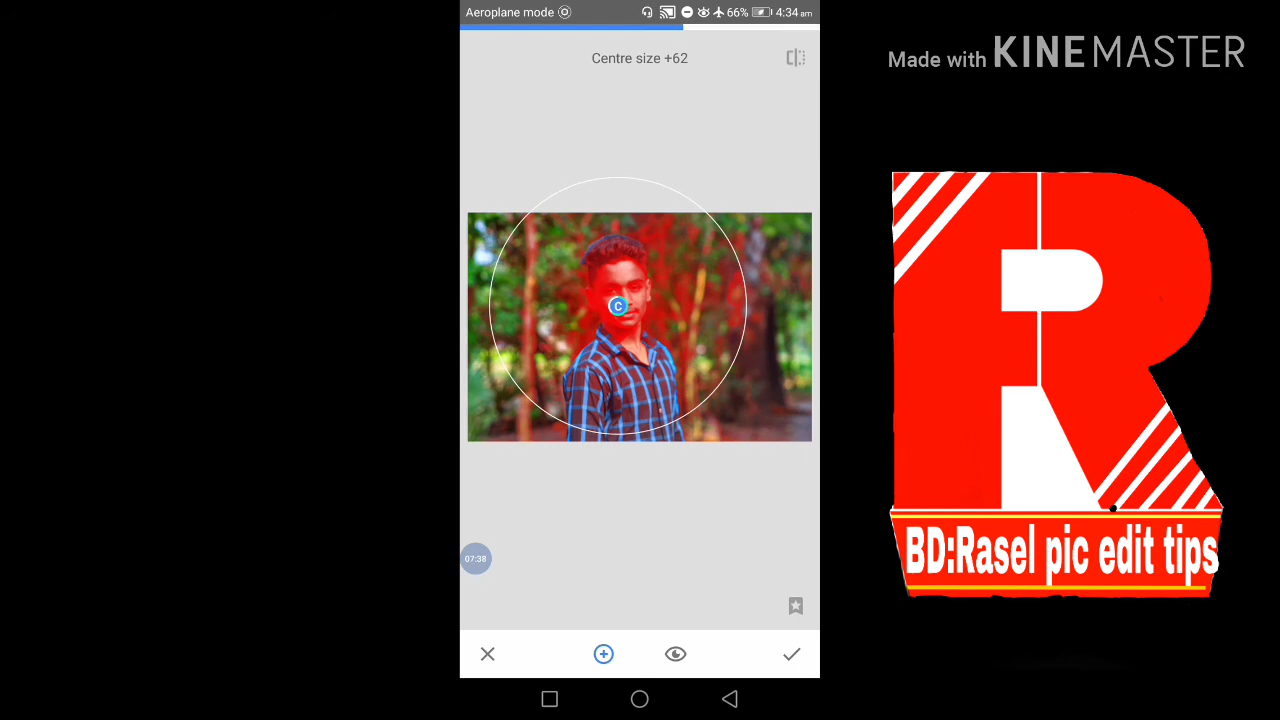 Aeroplane mode
66%
4:34 am
Centre size +62
C
07:38
Made with KINEMASTER
R
BD:Rasel pic edit tips